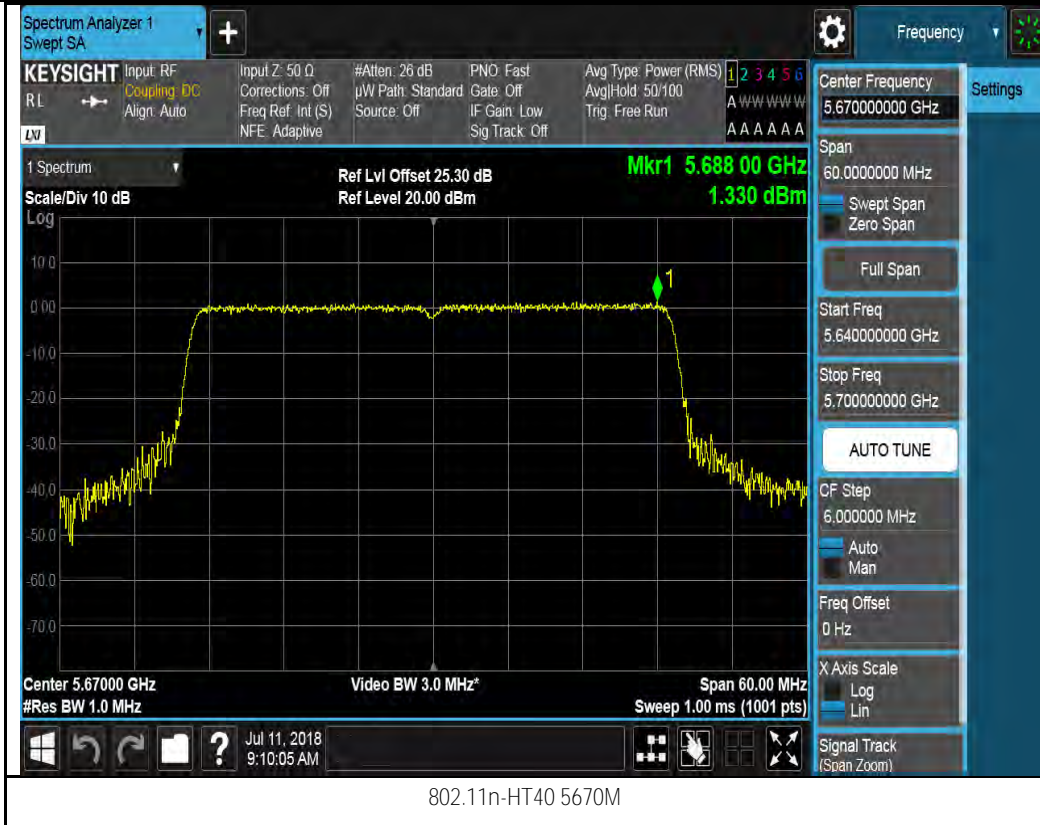 Spectrum Analyzer 1
Swept SA
+
Frequency
KEYSIGHT
RL
LXI
Input: RF
Coupling: DC
Align: Auto
Input Z: 50 Ω
Corrections: Off
Freq Ref: Int (S)
NFE: Adaptive
#Atten: 26 dB
µW Path: Standard
Source: Off
PNO: Fast
Gate: Off
IF Gain: Low
Sig Track: Off
Avg Type: Power (RMS)
Avg|Hold: 50/100
Trig: Free Run
1 2 3 4 5 6
A W W W W W
A A A A A A
Center Frequency
5.670000000 GHz
Settings
1 Spectrum
Scale/Div 10 dB
Log
Ref Lvl Offset 25.30 dB
Ref Level 20.00 dBm
Mkr1 5.688 00 GHz
1.330 dBm
Span
60.0000000 MHz
Swept Span
Zero Span
Full Span
Start Freq
5.640000000 GHz
Stop Freq
5.700000000 GHz
AUTO TUNE
CF Step
6.000000 MHz
Auto
Man
Freq Offset
0 Hz
X Axis Scale
Log
Lin
Signal Track
(Span Zoom)
10.0
0.00
-10.0
-20.0
-30.0
-40.0
-50.0
-60.0
-70.0
1
Center 5.67000 GHz
#Res BW 1.0 MHz
Video BW 3.0 MHz*
Span 60.00 MHz
Sweep 1.00 ms (1001 pts)
?
Jul 11, 2018
9:10:05 AM
802.11n-HT40 5670M